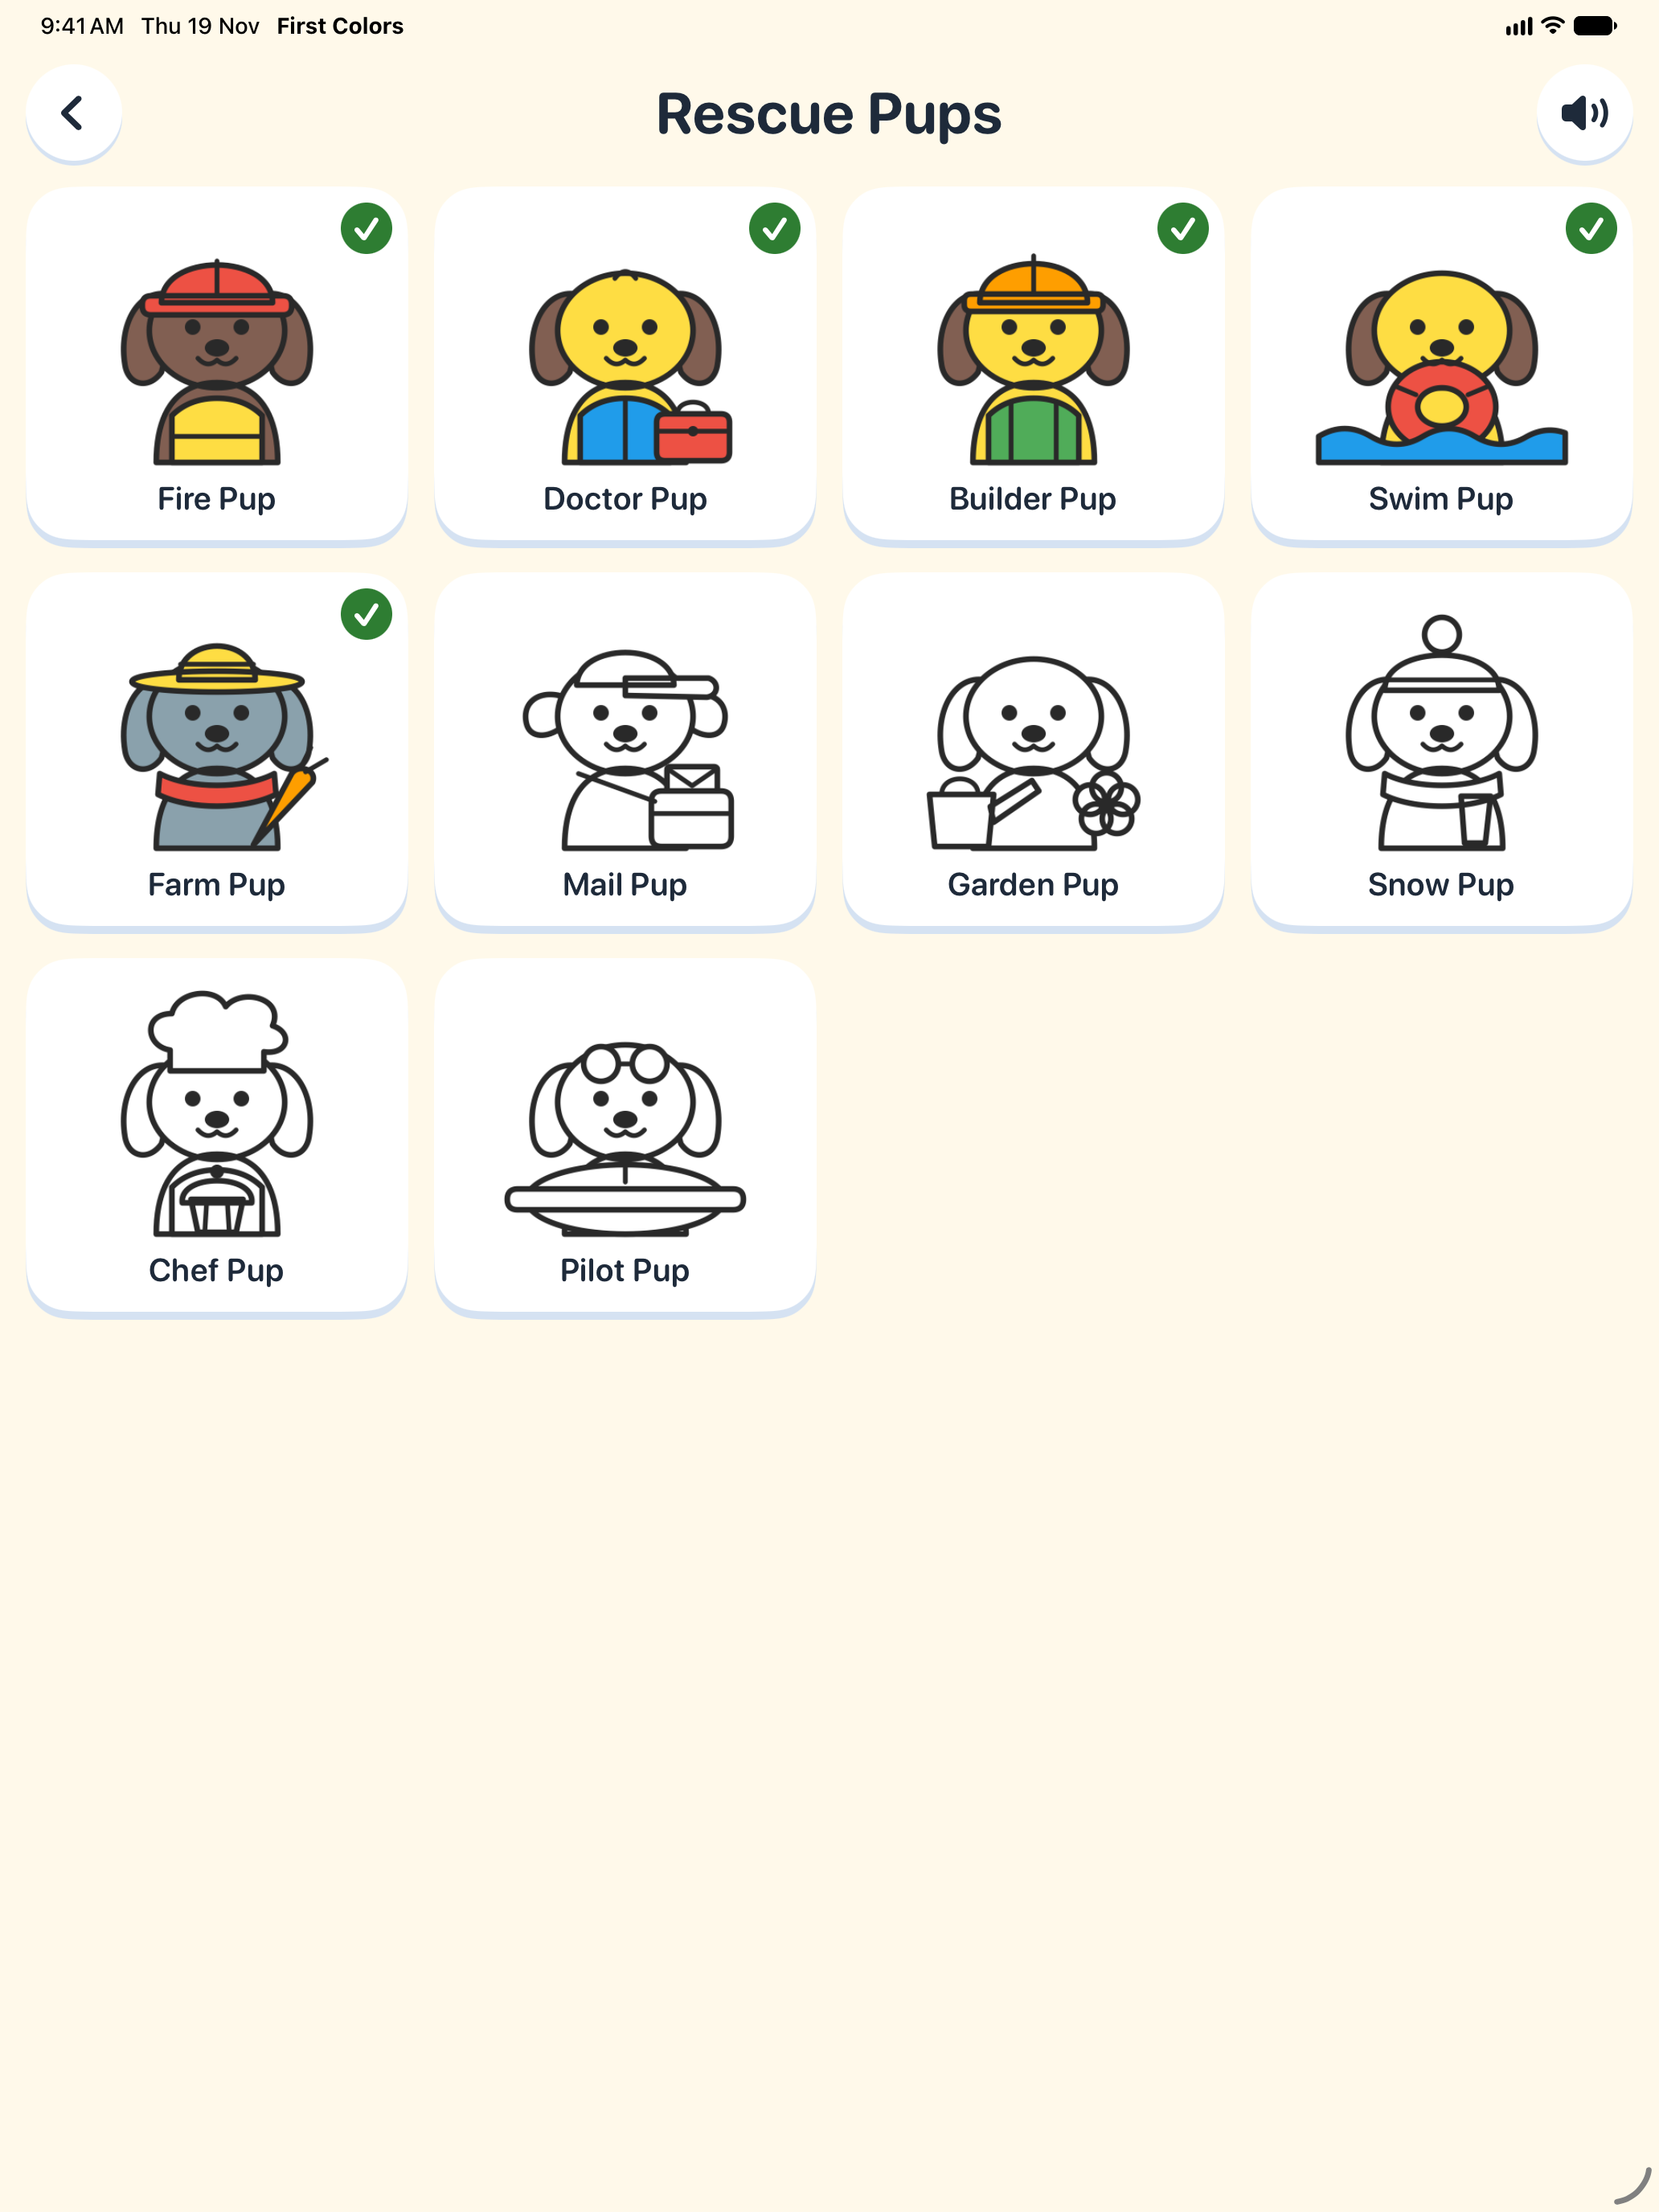 9:41 AM Thu 19 Nov First Colors
Rescue Pups
Fire Pup
Doctor Pup
Builder Pup
Swim Pup
Farm Pup
Mail Pup
Garden Pup
Snow Pup
Chef Pup
Pilot Pup